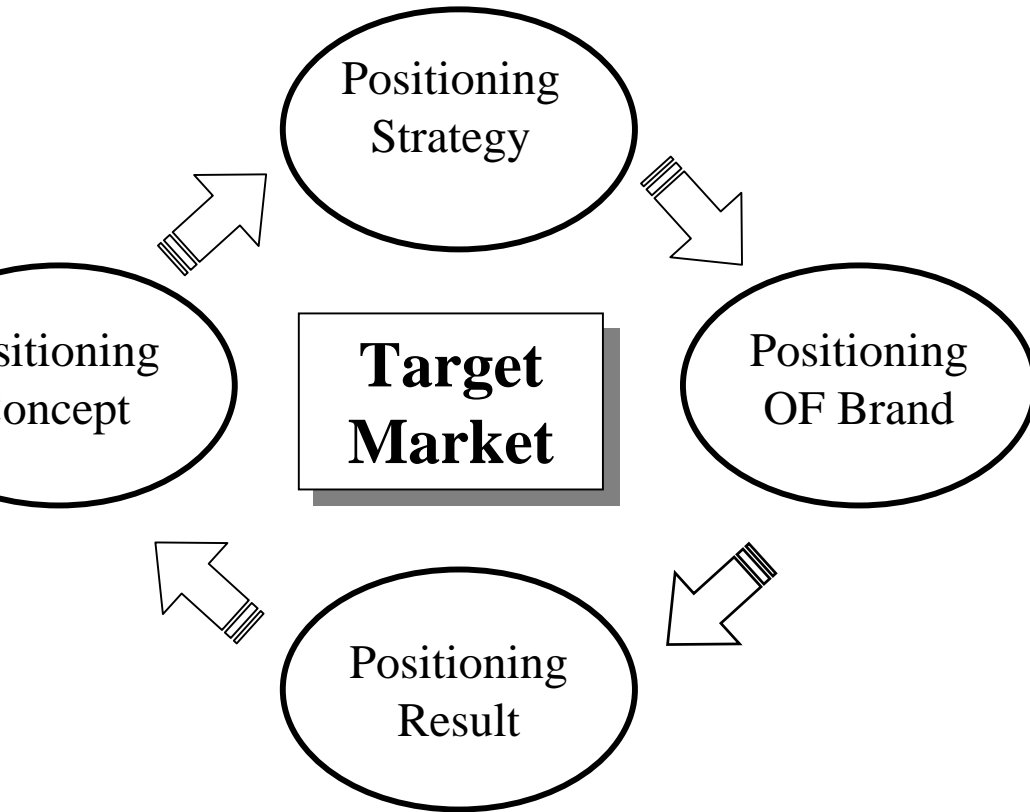 Positioning
Strategy
sitioning
oncept
Target
Market
Positioning
OF Brand
Positioning
Result